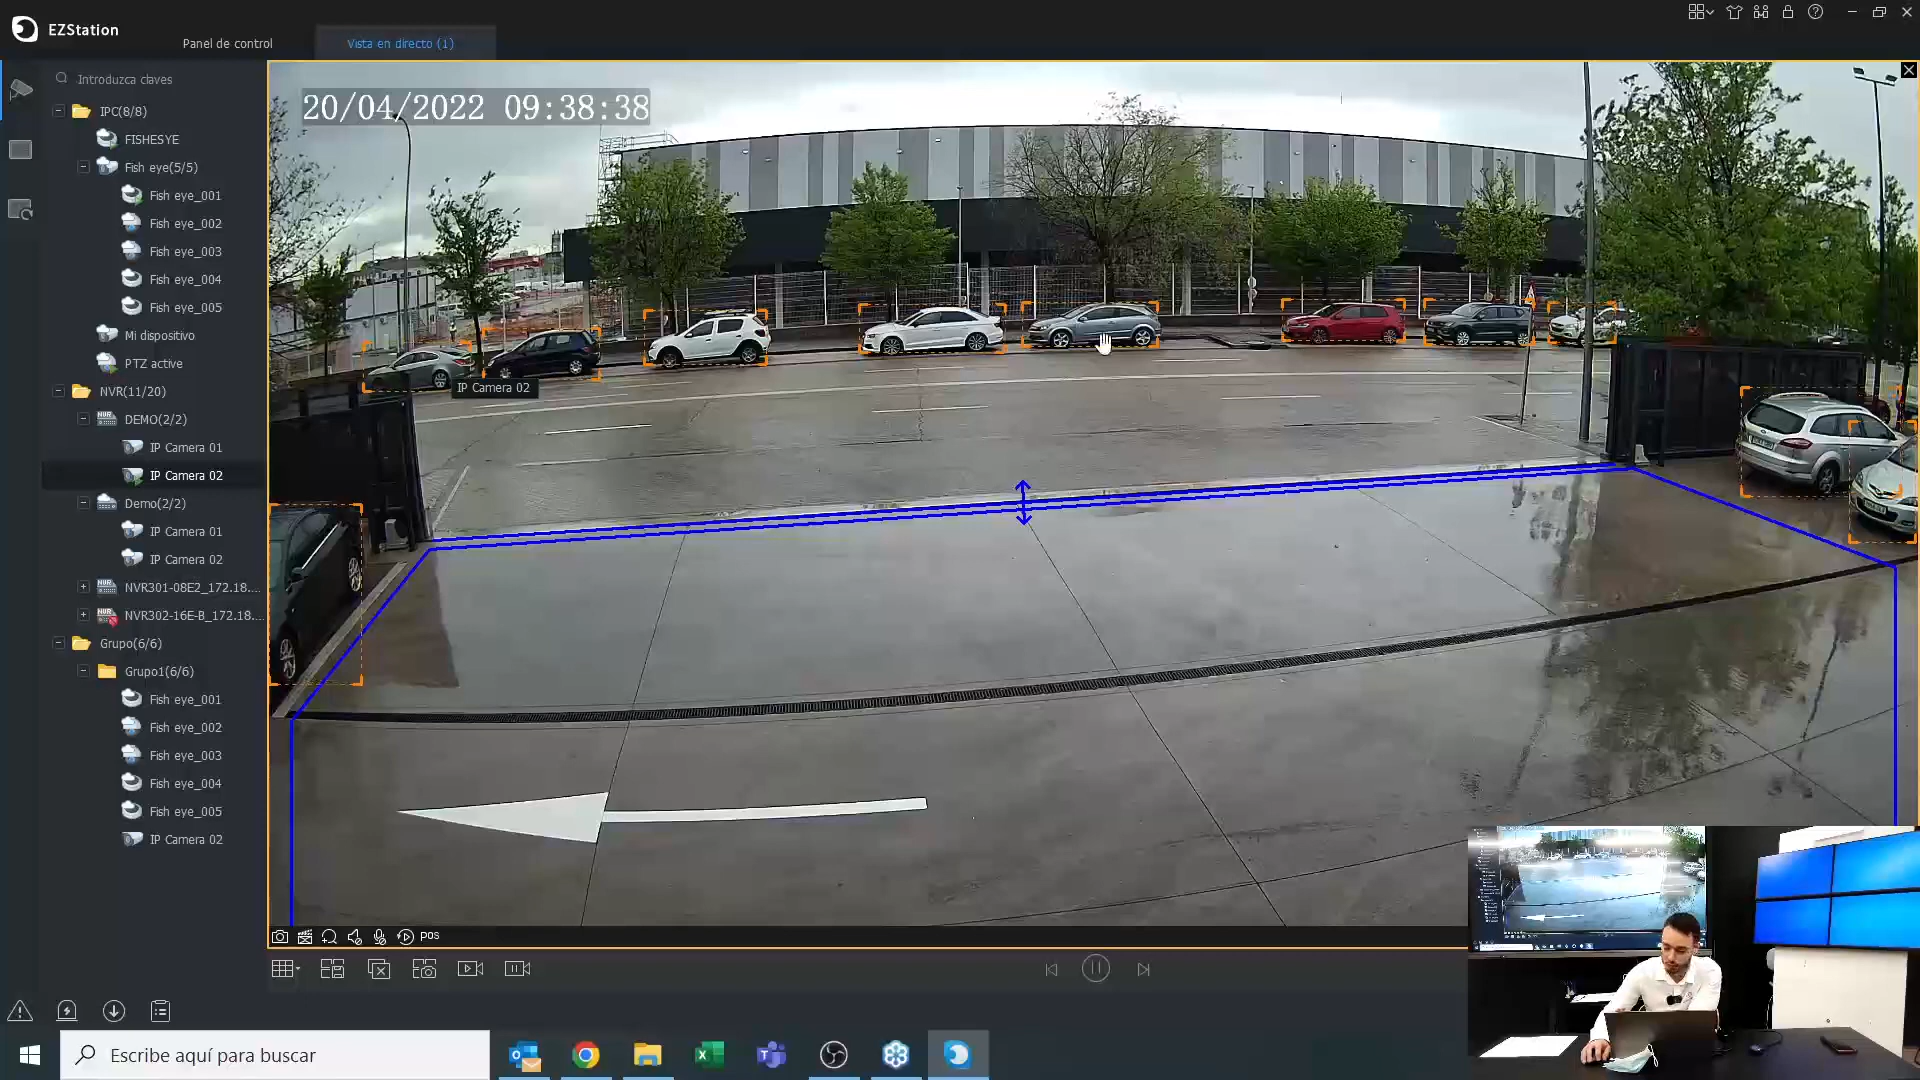 EZStation
Panel de control
Vista en directo (1)
Introduzca claves
IPC(8/8)
FISHESYE
Fish eye(5/5)
Fish eye_001
Fish eye_002
Fish eye_003
Fish eye_004
Fish eye_005
Mi dispositivo
PTZ active
NVR(11/20)
DEMO(2/2)
IP Camera 01
IP Camera 02
Demo(2/2)
IP Camera 01
IP Camera 02
NVR301-08E2_172.18....
NVR302-16E-B_172.18....
Grupo(6/6)
Grupo1(6/6)
Fish eye_001
Fish eye_002
Fish eye_003
Fish eye_004
Fish eye_005
IP Camera 02
20/04/2022 09:38:38
IP Camera 02
POS
Escribe aquí para buscar